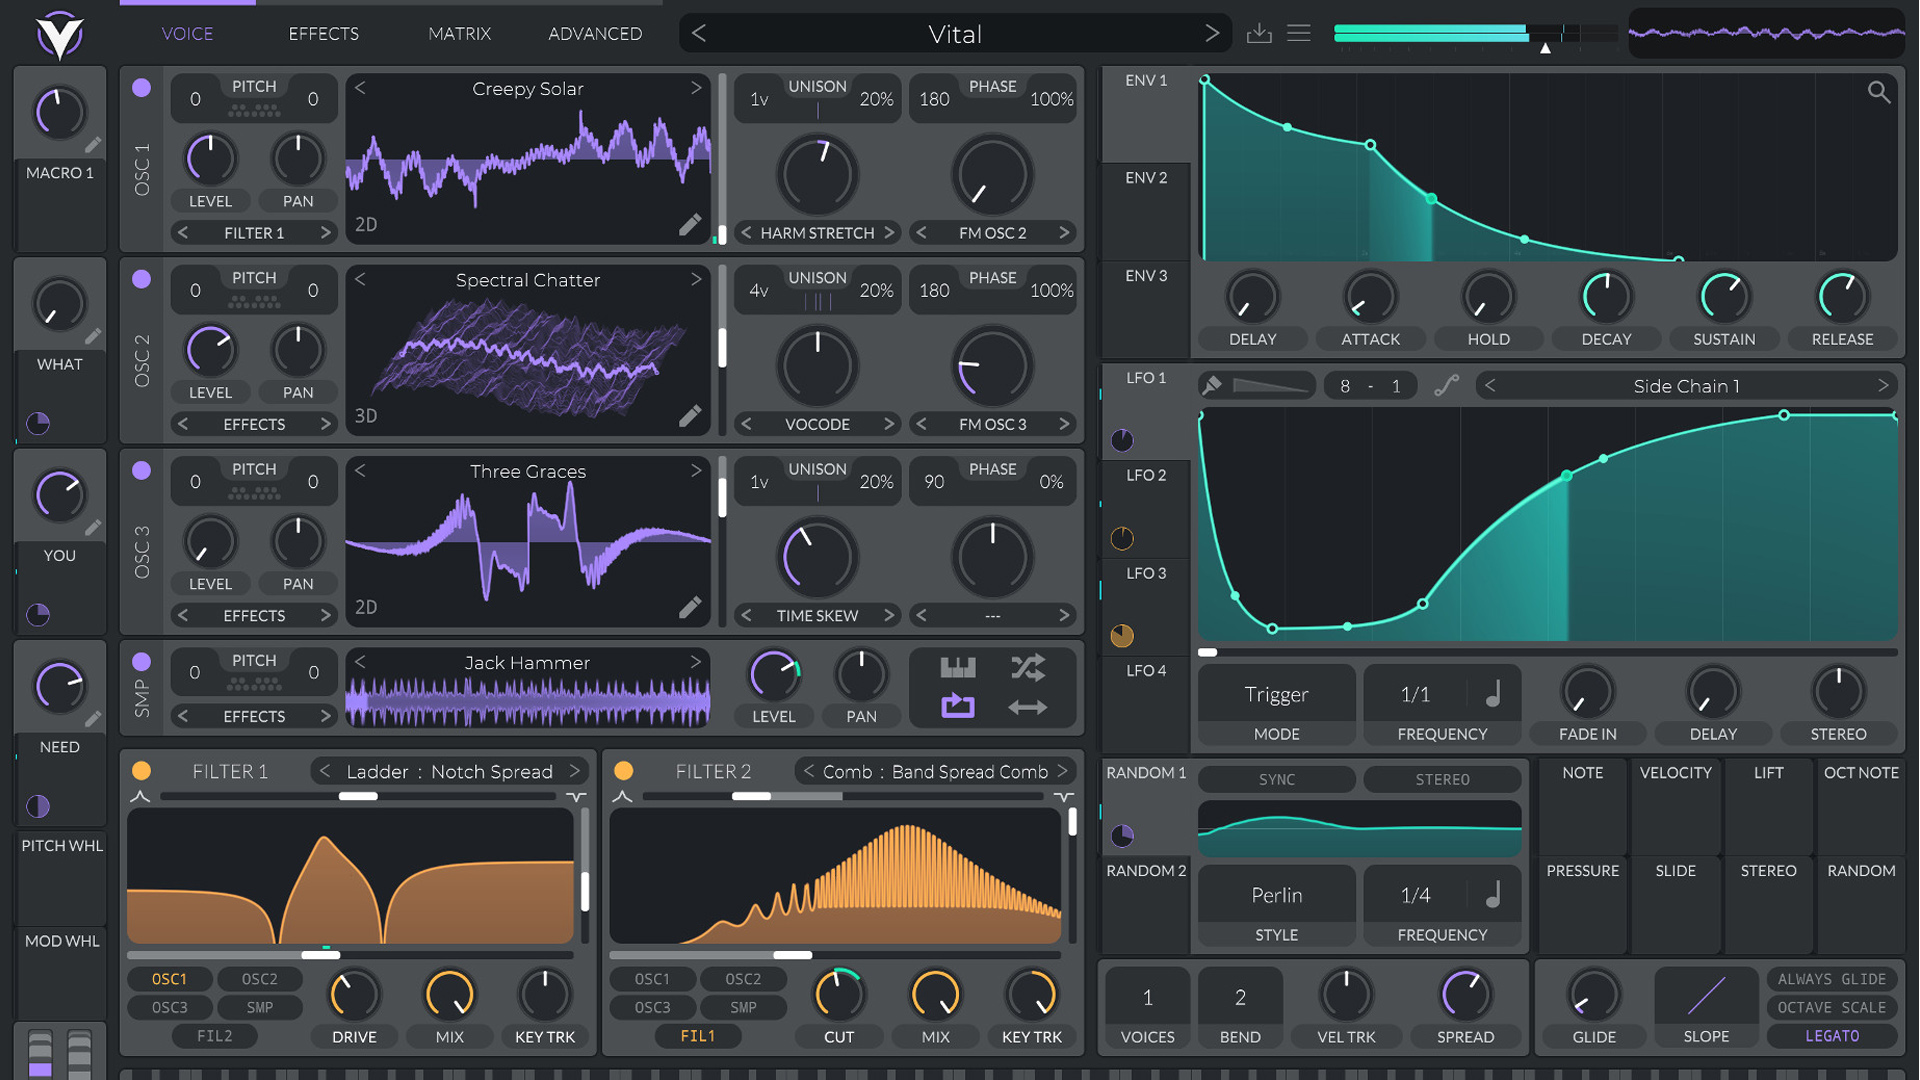 VOICE EFFECTS MATRIX ADVANCED
Vital
MACRO 1
WHAT
YOU
NEED
PITCH WHL
MOD WHL
OSC 1
0 PITCH 0
LEVEL PAN
FILTER 1
Creepy Solar
2D
1v UNISON 20%
180 PHASE 100%
HARM STRETCH
FM OSC 2
OSC 2
0 PITCH 0
LEVEL PAN
EFFECTS
Spectral Chatter
3D
4v UNISON 20%
180 PHASE 100%
VOCODE
FM OSC 3
OSC 3
0 PITCH 0
LEVEL PAN
EFFECTS
Three Graces
2D
1v UNISON 20%
90 PHASE 0%
TIME SKEW
---
SMP
0 PITCH 0
EFFECTS
Jack Hammer
LEVEL PAN
FILTER 1 Ladder : Notch Spread
OSC1 OSC2
OSC3 SMP
FIL2
DRIVE MIX KEY TRK
FILTER 2 Comb : Band Spread Comb
OSC1 OSC2
OSC3 SMP
FIL1
CUT MIX KEY TRK
ENV 1
ENV 2
ENV 3
DELAY ATTACK HOLD DECAY SUSTAIN RELEASE
LFO 1
LFO 2
LFO 3
LFO 4
8 - 1
Side Chain 1
Trigger
MODE
1/1
FREQUENCY
FADE IN DELAY STEREO
RANDOM 1
RANDOM 2
SYNC STEREO
Perlin
STYLE
1/4
FREQUENCY
NOTE VELOCITY LIFT OCT NOTE
PRESSURE SLIDE STEREO RANDOM
1
VOICES
2
BEND
VEL TRK SPREAD
GLIDE SLOPE
ALWAYS GLIDE
OCTAVE SCALE
LEGATO